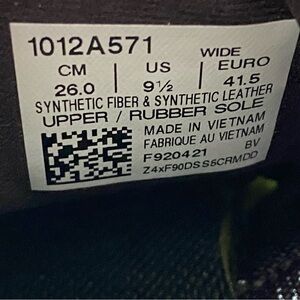 1012A571 WIDE
CM US EURO
26.0 9½ 41.5
SYNTHETIC FIBER & SYNTHETIC LEATHER
UPPER / RUBBER SOLE
MADE IN VIETNAM
FABRIQUE AU VIETNAM
F920421 BV
Z4xF90DSS5CRMDD